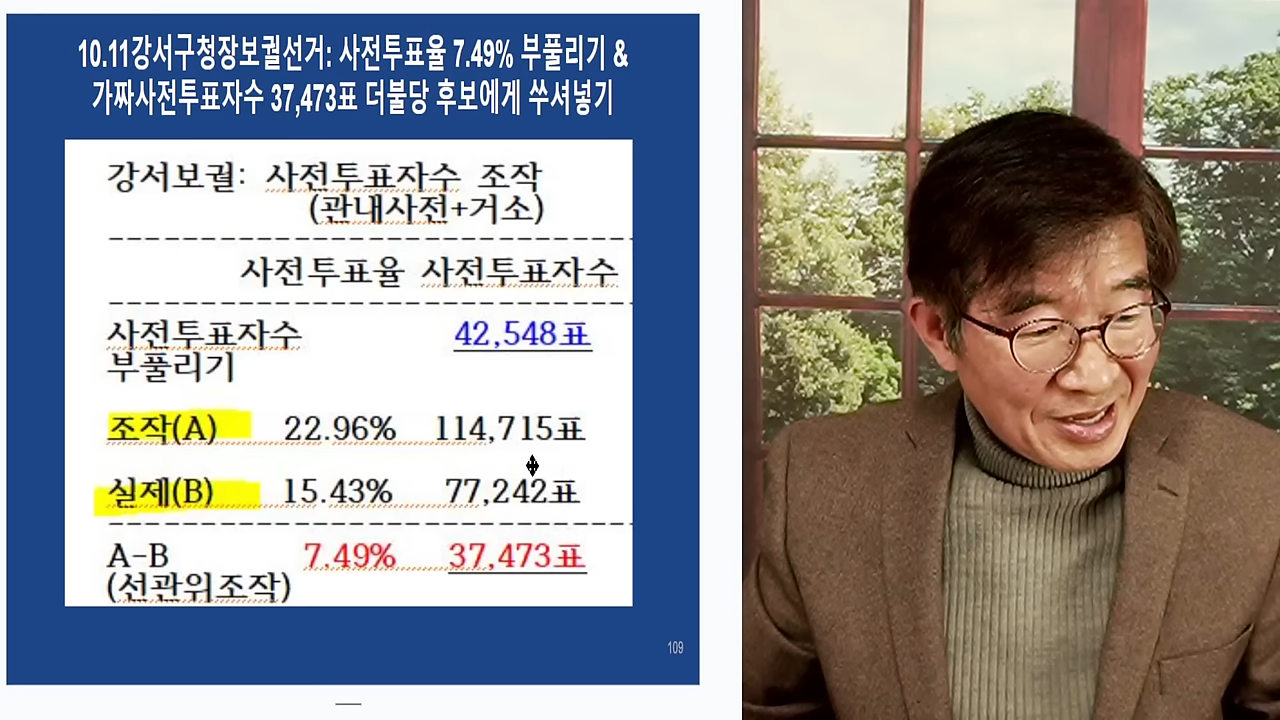 10.11강서구청장보궐선거: 사전투표율 7.49% 부풀리기 &
가짜사전투표자수 37,473표 더불당 후보에게 쑤셔넣기
강서보궐: 사전투표자수 조작
(관내사전+거소)
사전투표율 사전투표자수
사전투표자수 42,548표
부풀리기
조작(A) 22.96% 114,715표
실제(B) 15.43% 77,242표
A-B 7.49% 37,473표
(선관위조작)
109